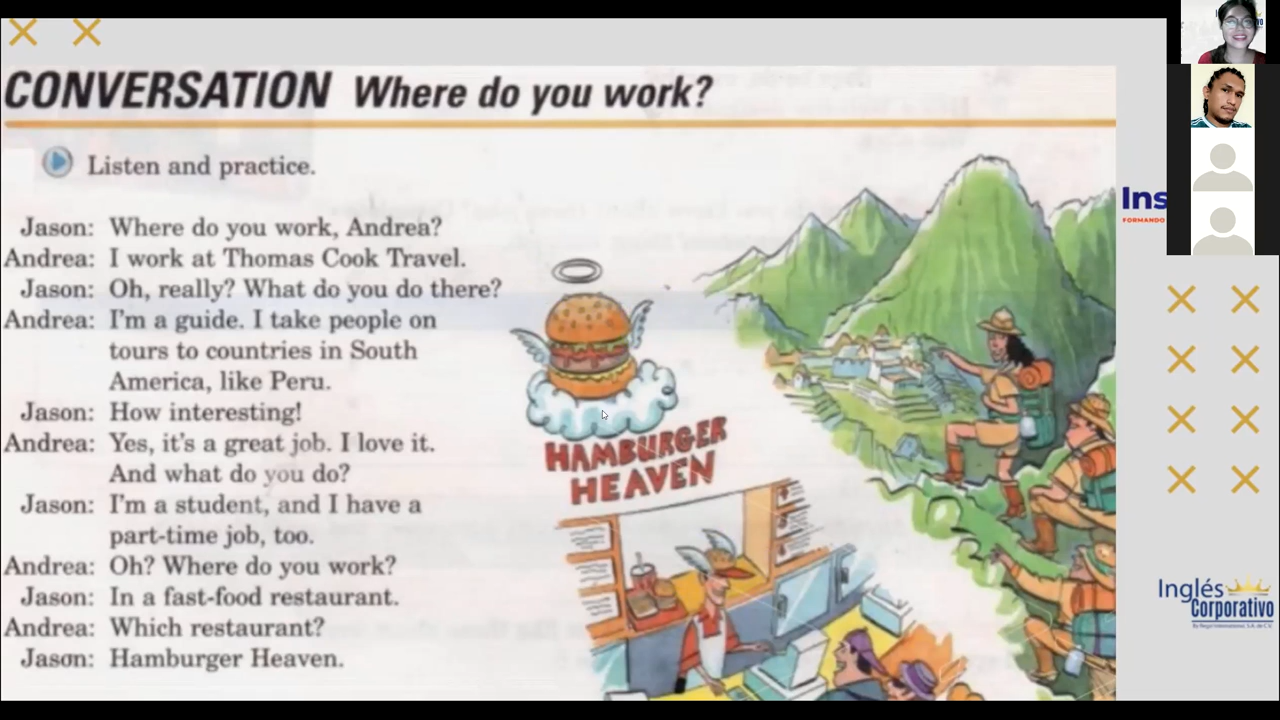 CONVERSATION Where do you work?
Listen and practice.
Jason: Where do you work, Andrea?
Andrea: I work at Thomas Cook Travel.
Jason: Oh, really? What do you do there?
Andrea: I'm a guide. I take people on
tours to countries in South
America, like Peru.
Jason: How interesting!
Andrea: Yes, it's a great job. I love it.
And what do you do?
Jason: I'm a student, and I have a
part-time job, too.
Andrea: Oh? Where do you work?
Jason: In a fast-food restaurant.
Andrea: Which restaurant?
Jason: Hamburger Heaven.
HAMBURGER
HEAVEN
Ins
FORMANDO
Inglés
Corporativo